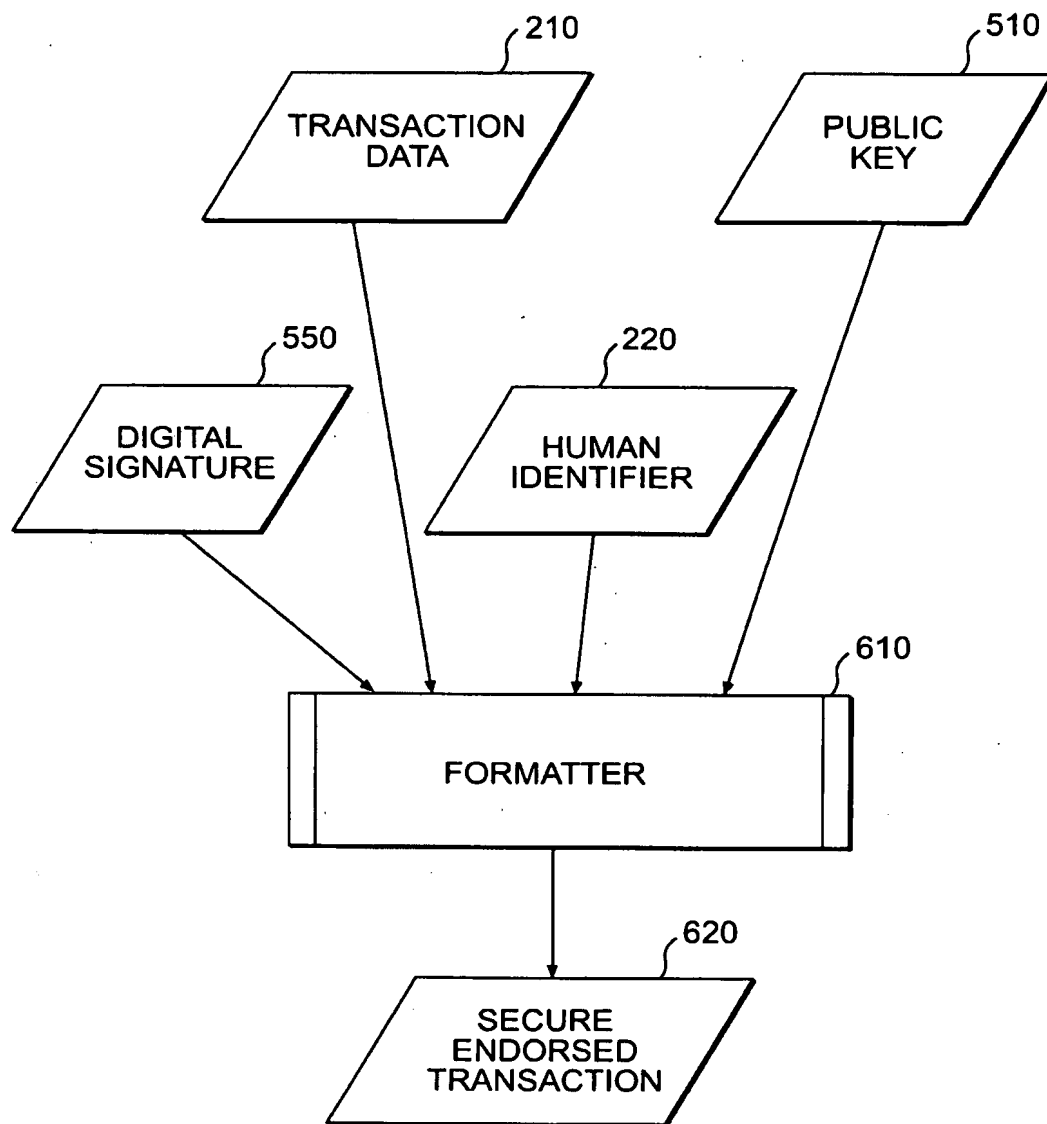 210
510
TRANSACTION
DATA
PUBLIC
KEY
550
220
DIGITAL
SIGNATURE
HUMAN
IDENTIFIER
610
FORMATTER
620
SECURE
ENDORSED
TRANSACTION